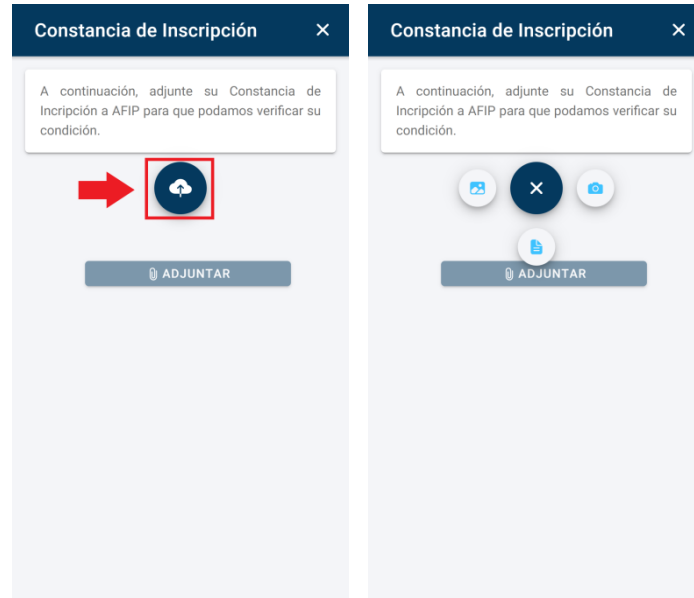 Constancia de Inscripción
A continuación, adjunte su Constancia de
Incripción a AFIP para que podamos verificar su
condición.
ADJUNTAR
Constancia de Inscripción
A continuación, adjunte su Constancia de
Incripción a AFIP para que podamos verificar su
condición.
ADJUNTAR